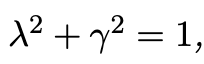 λ² + γ² = 1,